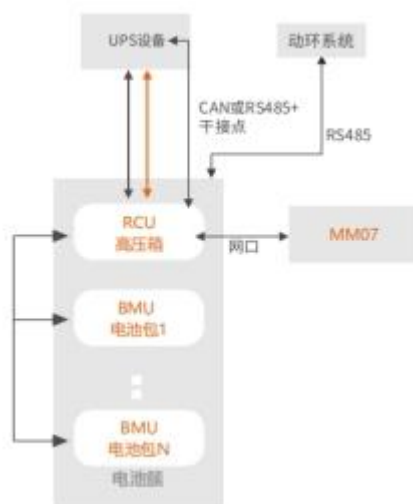 UPS设备
动环系统
CAN或RS485+
干接点
RS485
RCU
高压箱
网口
MM07
BMU
电池包1
BMU
电池包N
电池簇